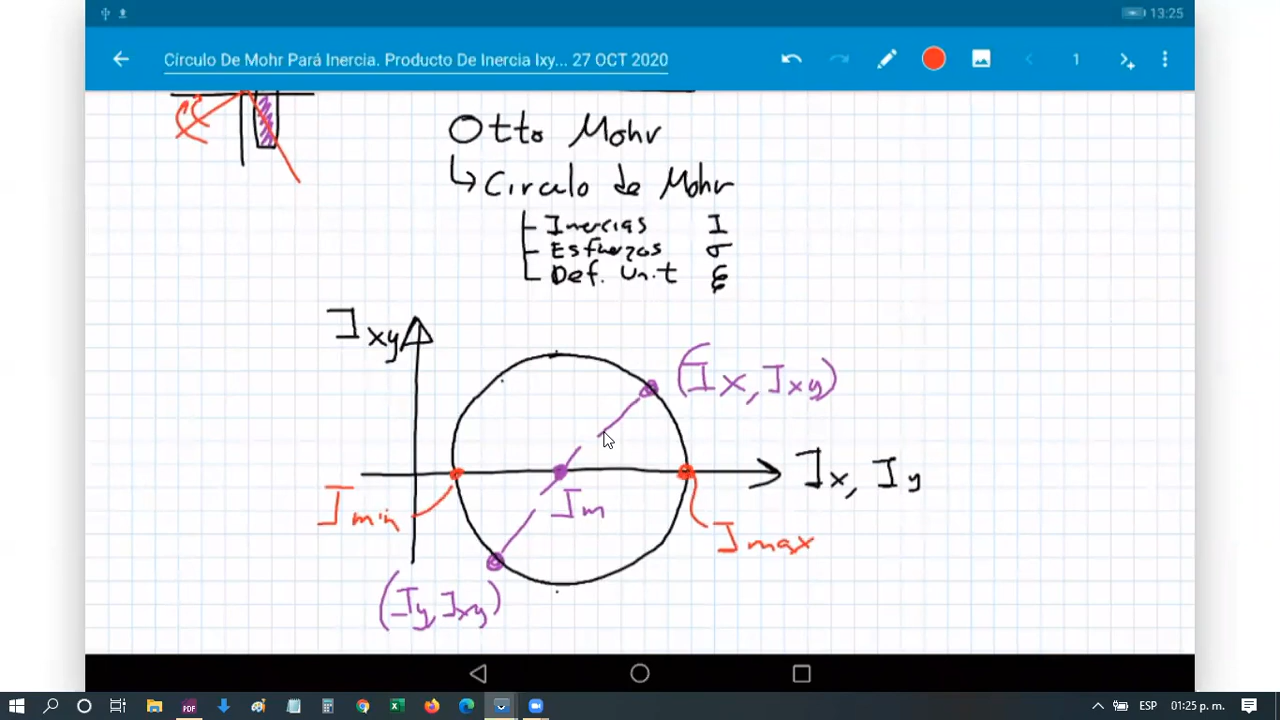 13:25
Círculo De Mohr Pará Inercia. Producto De Inercia Ixy... 27 OCT 2020
1
Otto Mohr
↳ Circulo de Mohr
Inercias I
Esfuerzos σ
Def. Unit ξ
Ixy
(Ix, Ixy)
Ix, Iy
Imin
Im
Imax
(Iy, Ixy)
PDF
ESP 01:25 p. m.